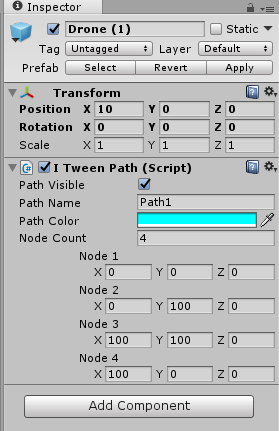 Inspector
Drone (1) Static
Tag Untagged Layer Default
Prefab Select Revert Apply
Transform
Position X 10 Y 0 Z 0
Rotation X 0 Y 0 Z 0
Scale X 1 Y 1 Z 1
I Tween Path (Script)
Path Visible
Path Name Path1
Path Color
Node Count 4
Node 1
X 0 Y 0 Z 0
Node 2
X 0 Y 100 Z 0
Node 3
X 100 Y 100 Z 0
Node 4
X 100 Y 0 Z 0
Add Component